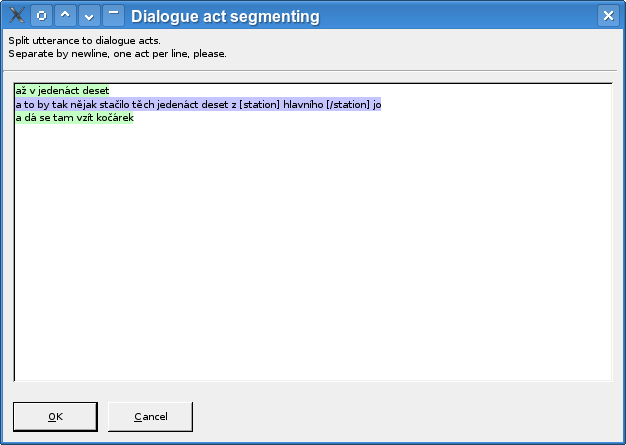 Dialogue act segmenting
Split utterance to dialogue acts.
Separate by newline, one act per line, please.
až v jedenáct deset
a to by tak nějak stačilo těch jedenáct deset z [station] hlavního [/station] jo
a dá se tam vzít kočárek
OK
Cancel